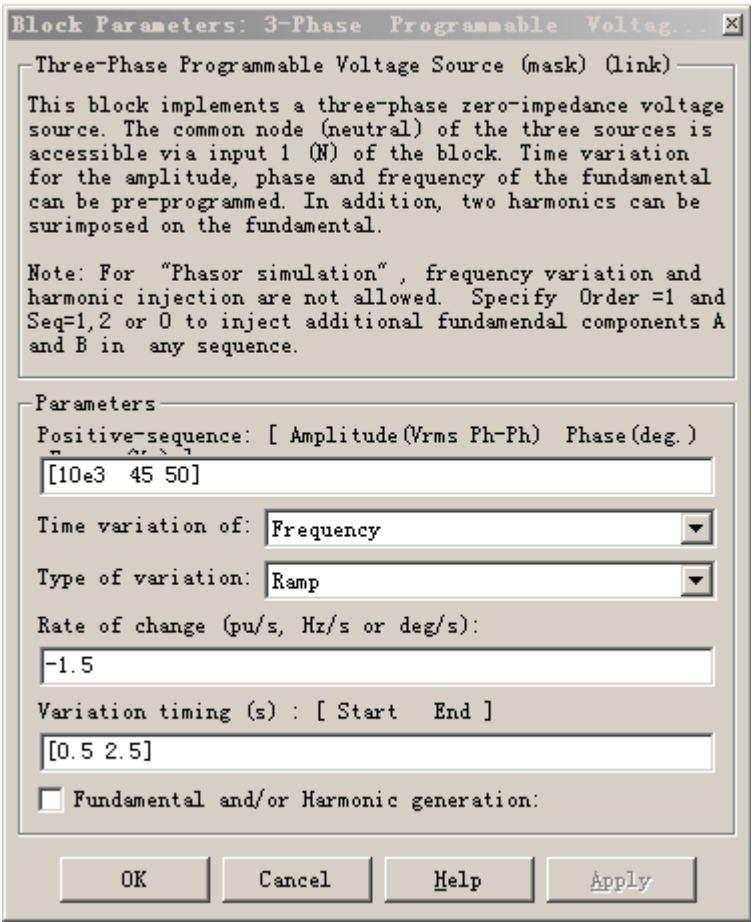 Block Parameters: 3-Phase Programmable Voltag...
Three-Phase Programmable Voltage Source (mask) (link)
This block implements a three-phase zero-impedance voltage
source. The common node (neutral) of the three sources is
accessible via input 1 (N) of the block. Time variation
for the amplitude, phase and frequency of the fundamental
can be pre-programmed. In addition, two harmonics can be
surimposed on the fundamental.
Note: For "Phasor simulation", frequency variation and
harmonic injection are not allowed. Specify Order =1 and
Seq=1,2 or 0 to inject additional fundamendal components A
and B in any sequence.
Parameters
Positive-sequence: [ Amplitude(Vrms Ph-Ph) Phase(deg.)
[10e3 45 50]
Time variation of: Frequency
Type of variation: Ramp
Rate of change (pu/s, Hz/s or deg/s):
-1.5
Variation timing (s) : [ Start End ]
[0.5 2.5]
Fundamental and/or Harmonic generation:
OK Cancel Help Apply